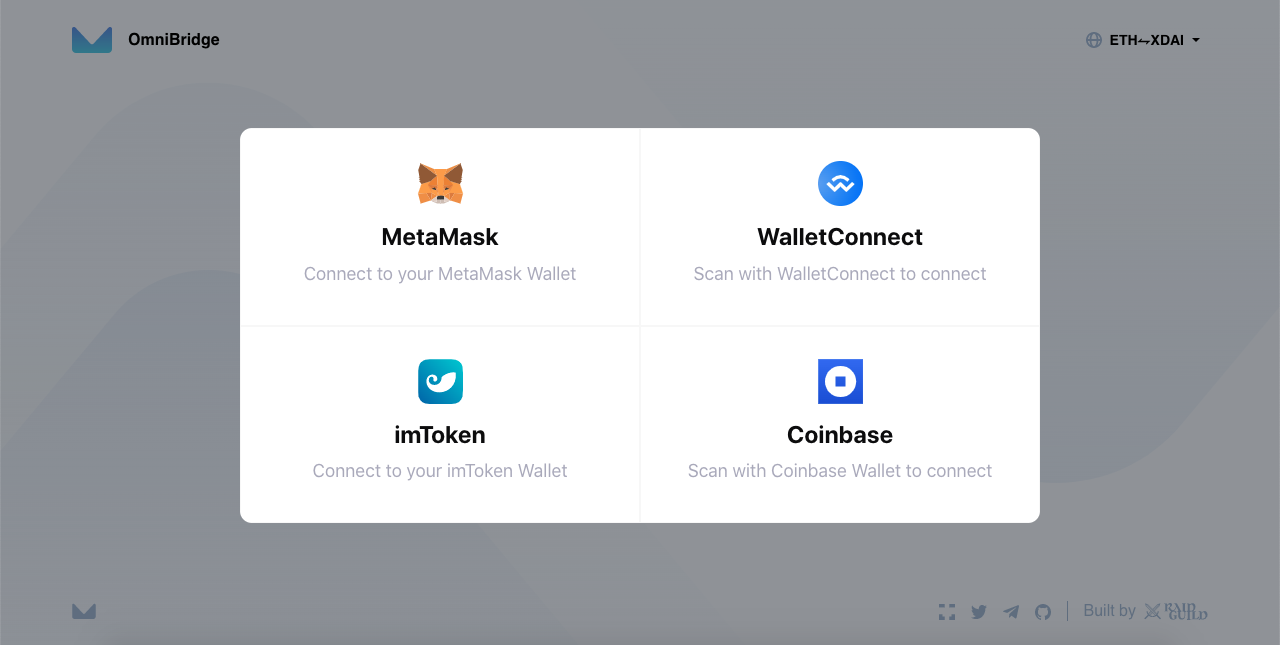 OmniBridge
ETH⇋XDAI
MetaMask
Connect to your MetaMask Wallet
WalletConnect
Scan with WalletConnect to connect
imToken
Connect to your imToken Wallet
Coinbase
Scan with Coinbase Wallet to connect
Built by RAID GUILD